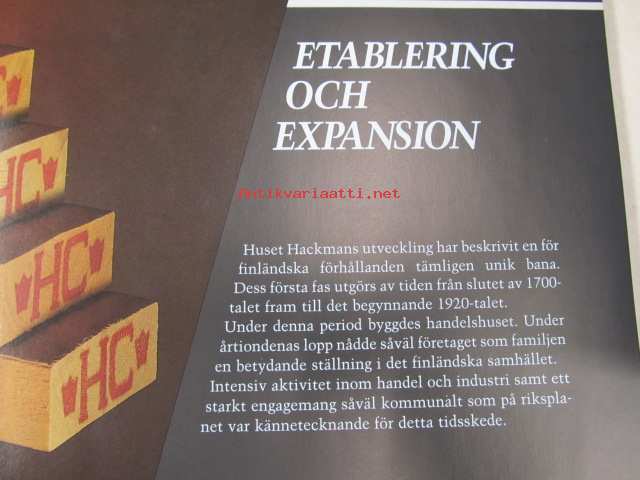 ETABLERING
OCH
EXPANSION
Antikvariaatti.net
Huset Hackmans utveckling har beskrivit en för
finländska förhållanden tämligen unik bana.
Dess första fas utgörs av tiden från slutet av 1700-
talet fram till det begynnande 1920-talet.
Under denna period byggdes handelshuset. Under
årtiondenas lopp nådde såväl företaget som familjen
en betydande ställning i det finländska samhället.
Intensiv aktivitet inom handel och industri samt ett
starkt engagemang såväl kommunalt som på rikspla-
net var kännetecknande för detta tidsskede.
HC
HC
HC
HC